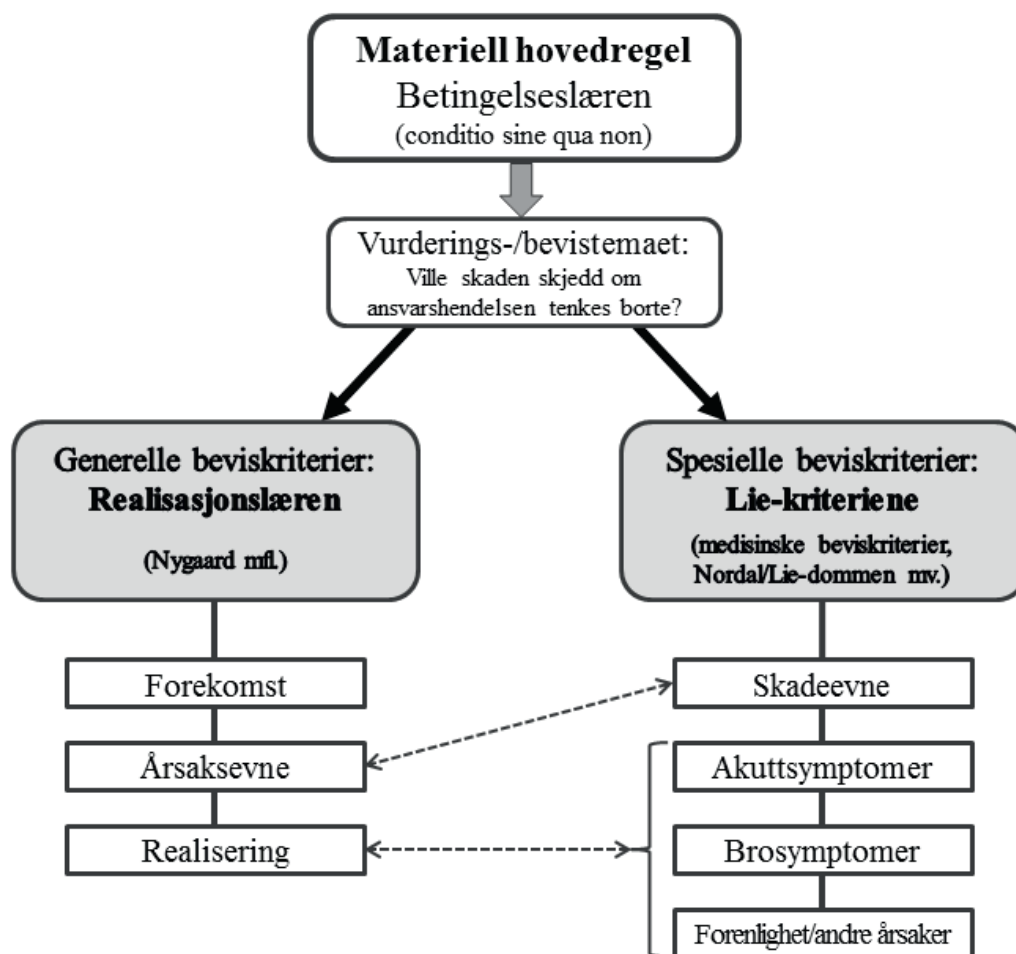 Materiell hovedregel
Betingelseslæren
(conditio sine qua non)
Vurderings-/bevistemaet:
Ville skaden skjedd om
ansvarshendelsen tenkes borte?
Generelle beviskriterier:
Realisasjonslæren
(Nygaard mfl.)
Forekomst
Årsaksevne
Realisering
Spesielle beviskriterier:
Lie-kriteriene
(medisinske beviskriterier,
Nordal/Lie-dommen mv.)
Skadeevne
Akuttsymptomer
Brosymptomer
Forenlighet/andre årsaker